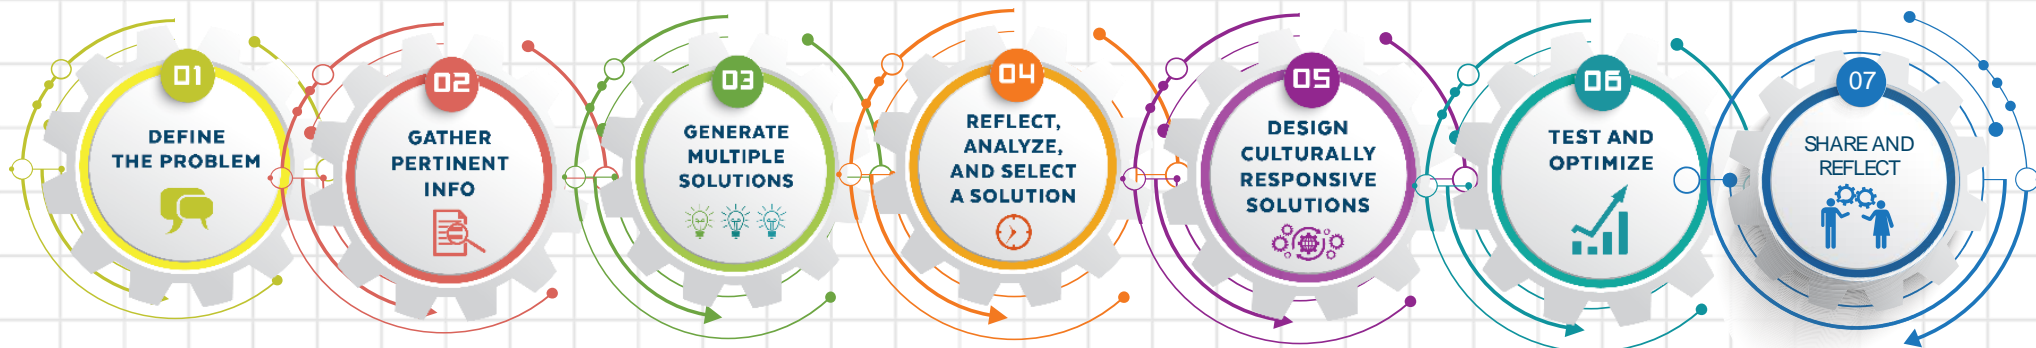 01
DEFINE
THE PROBLEM
02
GATHER
PERTINENT
INFO
03
GENERATE
MULTIPLE
SOLUTIONS
04
REFLECT,
ANALYZE,
AND SELECT
A SOLUTION
05
DESIGN
CULTURALLY
RESPONSIVE
SOLUTIONS
06
TEST AND
OPTIMIZE
07
SHARE AND
REFLECT